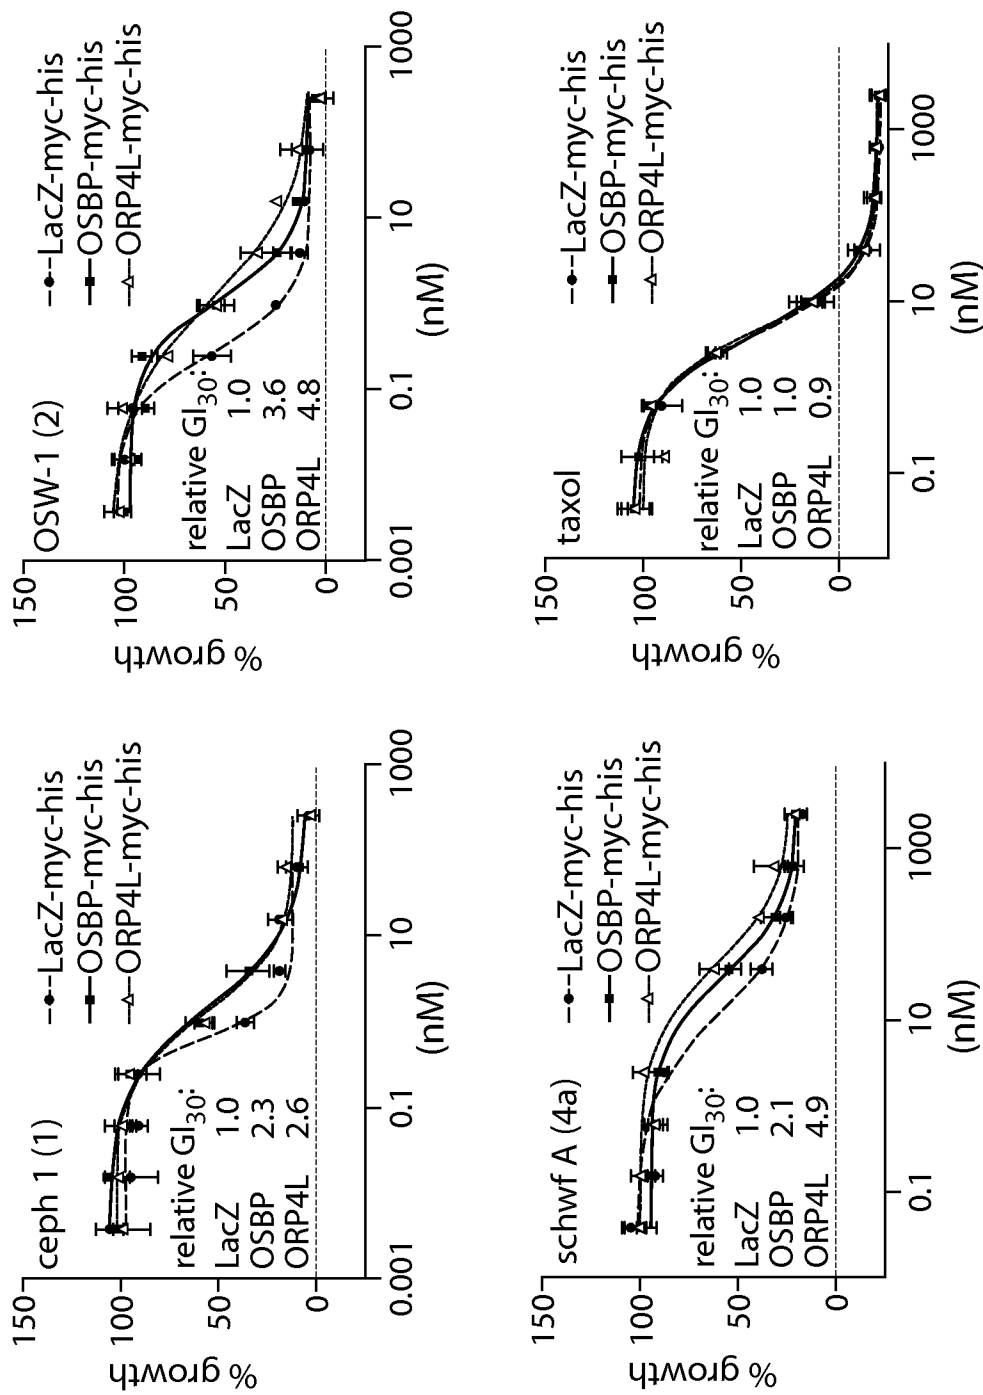 ceph 1 (1)
LacZ-myc-his
OSBP-myc-his
ORP4L-myc-his
relative GI30:
LacZ 1.0
OSBP 2.3
ORP4L 2.6
150
100
50
0
% growth
0.001 0.1 10 1000
(nM)
OSW-1 (2)
LacZ-myc-his
OSBP-myc-his
ORP4L-myc-his
relative GI30:
LacZ 1.0
OSBP 3.6
ORP4L 4.8
150
100
50
0
% growth
0.001 0.1 10 1000
(nM)
schwf A (4a)
LacZ-myc-his
OSBP-myc-his
ORP4L-myc-his
relative GI30:
LacZ 1.0
OSBP 2.1
ORP4L 4.9
150
100
50
0
% growth
0.1 10 1000
(nM)
taxol
LacZ-myc-his
OSBP-myc-his
ORP4L-myc-his
relative GI30:
LacZ 1.0
OSBP 1.0
ORP4L 0.9
150
100
50
0
% growth
0.1 10 1000
(nM)